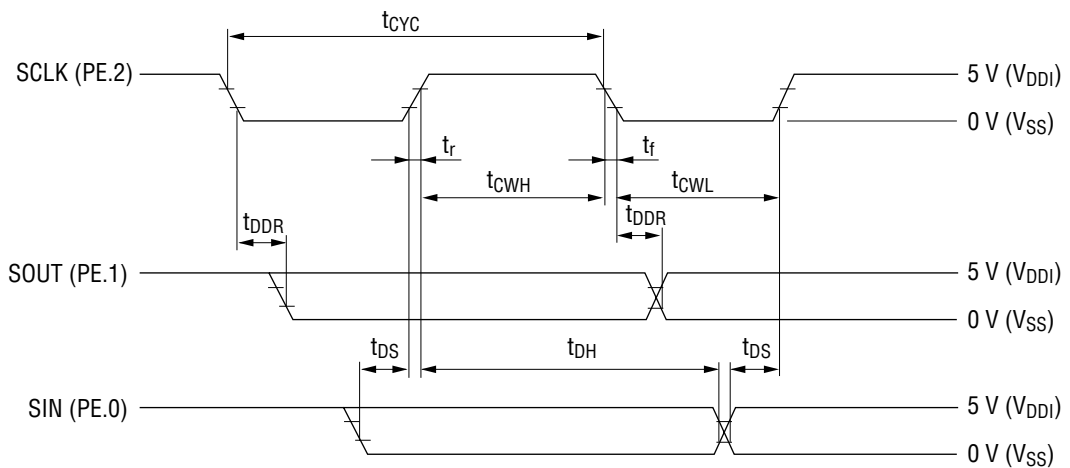 tCYC
SCLK (PE.2)
5 V (VDDI)
0 V (VSS)
tr
tf
tCWH
tCWL
tDDR
tDDR
SOUT (PE.1)
5 V (VDDI)
0 V (VSS)
tDS
tDH
tDS
SIN (PE.0)
5 V (VDDI)
0 V (VSS)